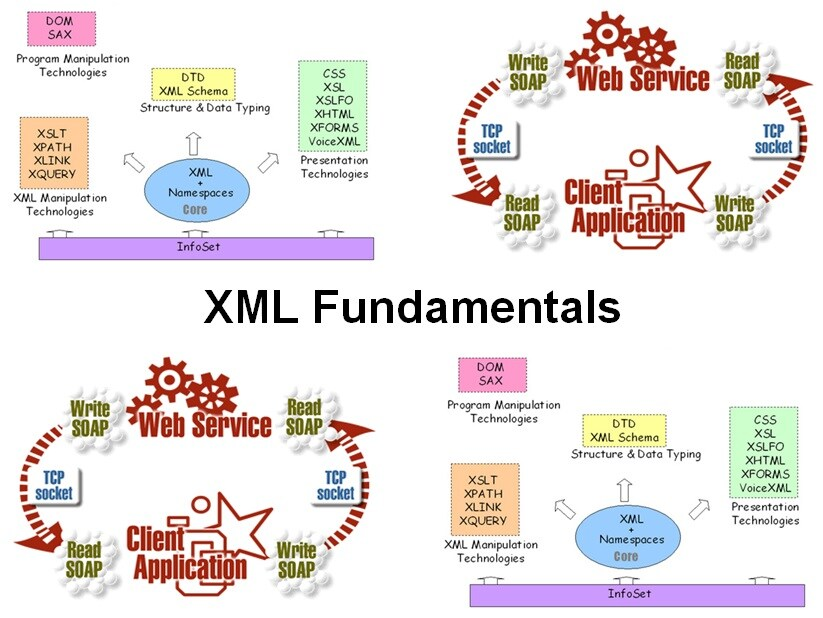 DOM
SAX
Program Manipulation
Technologies
DTD
XML Schema
Structure & Data Typing
CSS
XSL
XSLFO
XHTML
XFORMS
VoiceXML
Presentation
Technologies
XSLT
XPATH
XLINK
XQUERY
XML Manipulation
Technologies
XML
+
Namespaces
Core
InfoSet
Write
SOAP
Web Service
Read
SOAP
TCP
socket
TCP
socket
Read
SOAP
Client
Application
Write
SOAP
XML Fundamentals
Write
SOAP
Web Service
Read
SOAP
TCP
socket
TCP
socket
Read
SOAP
Client
Application
Write
SOAP
DOM
SAX
Program Manipulation
Technologies
DTD
XML Schema
Structure & Data Typing
CSS
XSL
XSLFO
XHTML
XFORMS
VoiceXML
Presentation
Technologies
XSLT
XPATH
XLINK
XQUERY
XML Manipulation
Technologies
XML
+
Namespaces
Core
InfoSet